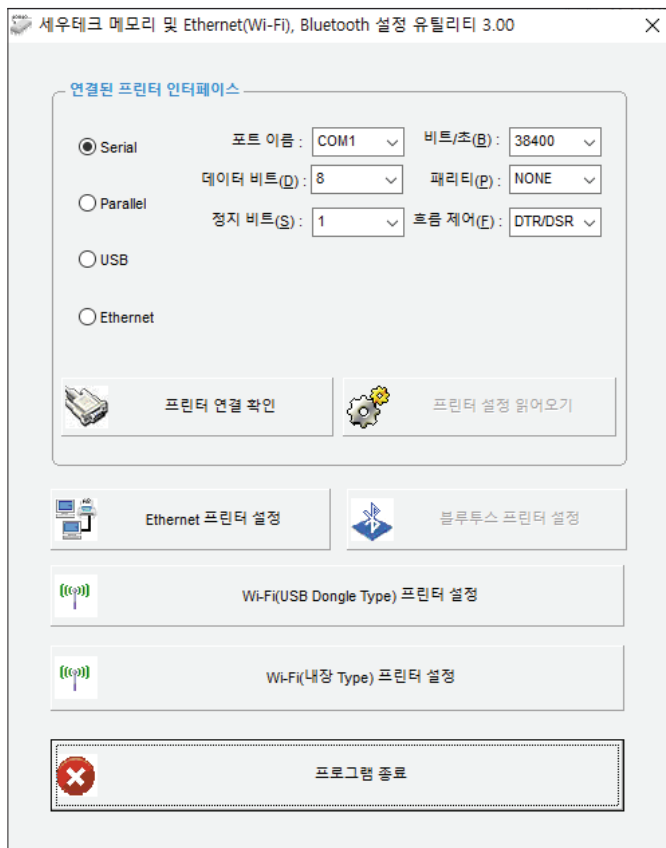 세우테크 메모리 및 Ethernet(Wi-Fi), Bluetooth 설정 유틸리티 3.00
연결된 프린터 인터페이스
Serial
포트 이름 : COM1
비트/초(B) : 38400
데이터 비트(D) : 8
패리티(P) : NONE
Parallel
정지 비트(S) : 1
흐름 제어(F) : DTR/DSR
USB
Ethernet
프린터 연결 확인
프린터 설정 읽어오기
Ethernet 프린터 설정
블루투스 프린터 설정
Wi-Fi(USB Dongle Type) 프린터 설정
Wi-Fi(내장 Type) 프린터 설정
프로그램 종료